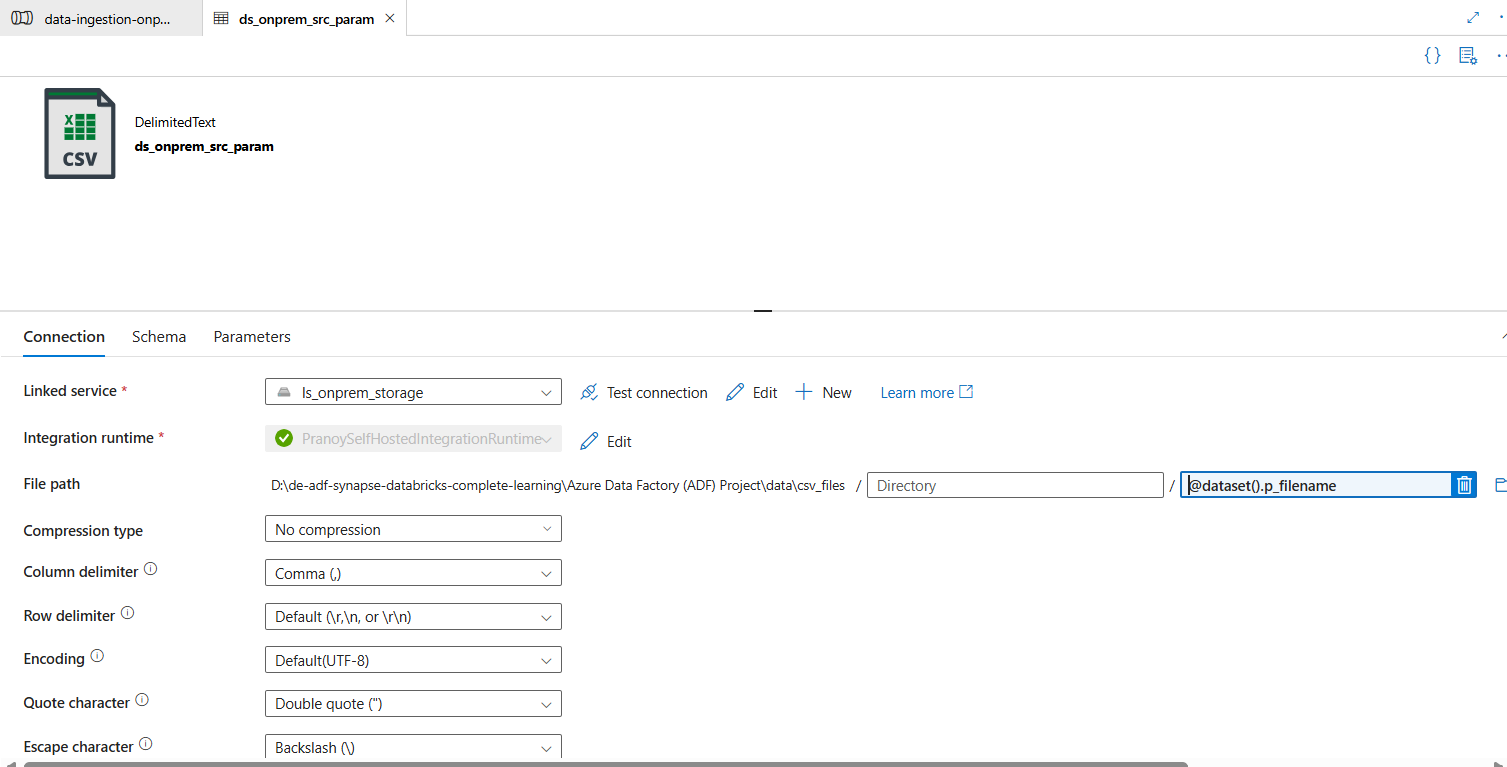 data-ingestion-onp...
ds_onprem_src_param
{}
DelimitedText
ds_onprem_src_param
X
CSV
Connection Schema Parameters
Linked service * ls_onprem_storage Test connection Edit New Learn more
Integration runtime * PranoySelfHostedIntegrationRuntime Edit
File path D:\de-adf-synapse-databricks-complete-learning\Azure Data Factory (ADF) Project\data\csv_files / Directory / @dataset().p_filename
Compression type No compression
Column delimiter Comma (,)
Row delimiter Default (\r,\n, or \r\n)
Encoding Default(UTF-8)
Quote character Double quote (")
Escape character Backslash (\)